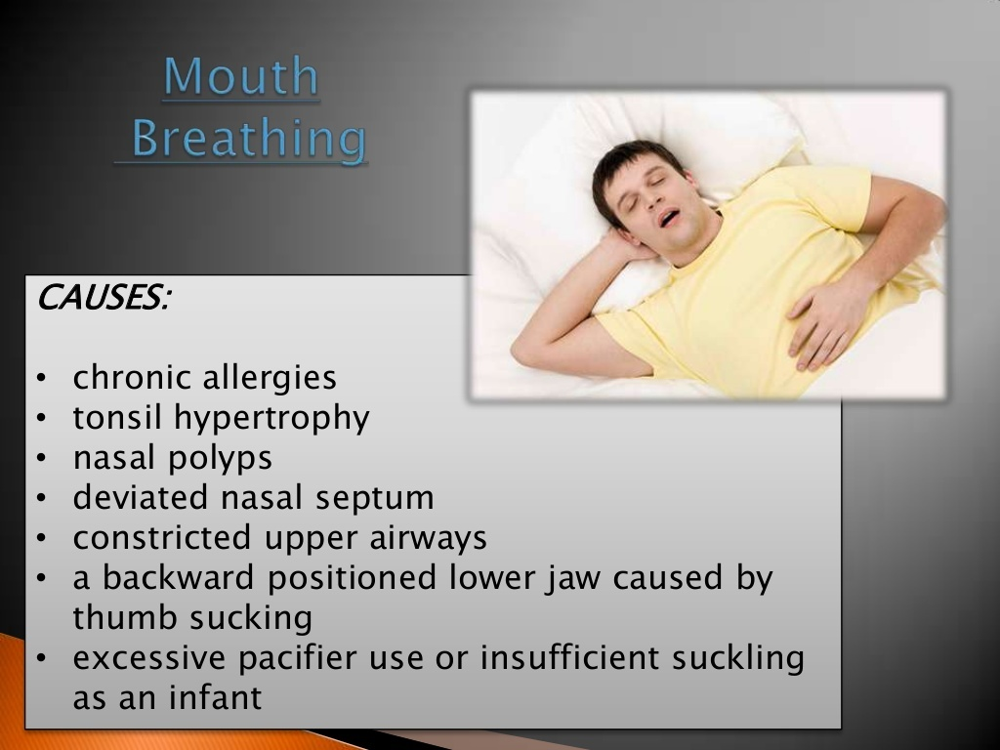 Mouth
Breathing
CAUSES:
• chronic allergies
• tonsil hypertrophy
• nasal polyps
• deviated nasal septum
• constricted upper airways
• a backward positioned lower jaw caused by
thumb sucking
• excessive pacifier use or insufficient suckling
as an infant